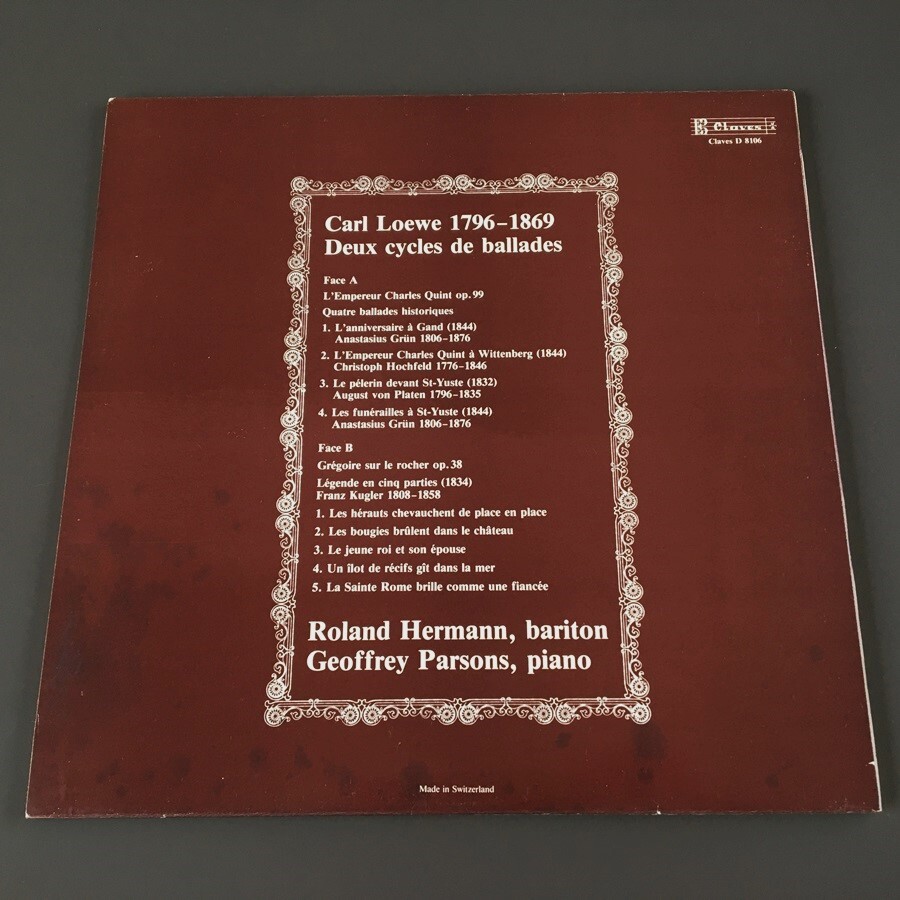 Claves
Claves D 8106
Carl Loewe 1796–1869
Deux cycles de ballades
Face A
L'Empereur Charles Quint op. 99
Quatre ballades historiques
1. L'anniversaire à Gand (1844)
Anastasius Grün 1806–1876
2. L'Empereur Charles Quint à Wittenberg (1844)
Christoph Hochfeld 1776–1846
3. Le pélerin devant St-Yuste (1832)
August von Platen 1796–1835
4. Les funérailles à St-Yuste (1844)
Anastasius Grün 1806–1876
Face B
Grégoire sur le rocher op. 38
Légende en cinq parties (1834)
Franz Kugler 1808–1858
1. Les hérauts chevauchent de place en place
2. Les bougies brûlent dans le château
3. Le jeune roi et son épouse
4. Un îlot de récifs gît dans la mer
5. La Sainte Rome brille comme une fiancée
Roland Hermann, bariton
Geoffrey Parsons, piano
Made in Switzerland